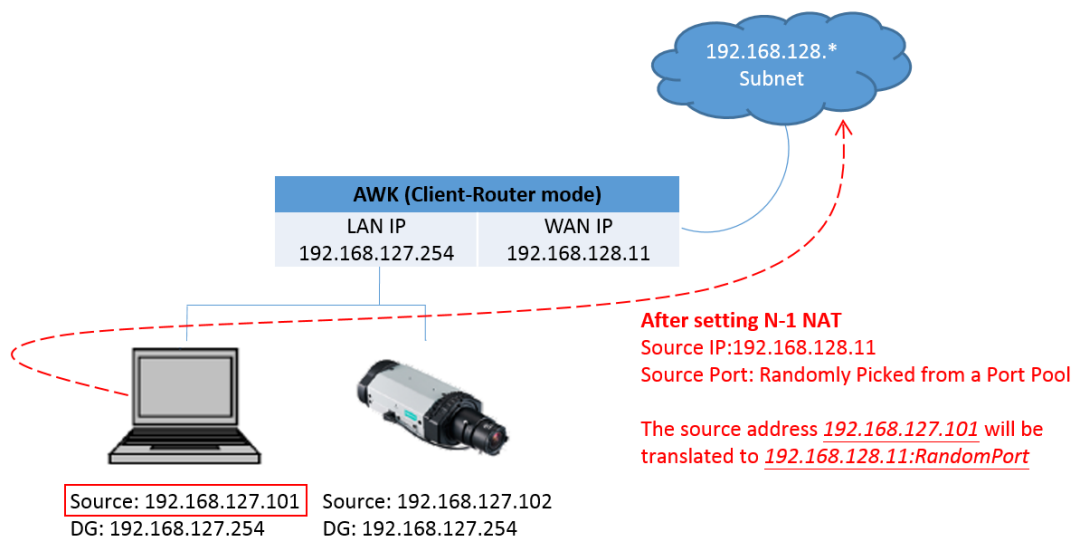 192.168.128.*
Subnet
AWK (Client-Router mode)
LAN IP
192.168.127.254
WAN IP
192.168.128.11
After setting N-1 NAT
Source IP:192.168.128.11
Source Port: Randomly Picked from a Port Pool
The source address 192.168.127.101 will be
translated to 192.168.128.11:RandomPort
Source: 192.168.127.101
DG: 192.168.127.254
Source: 192.168.127.102
DG: 192.168.127.254